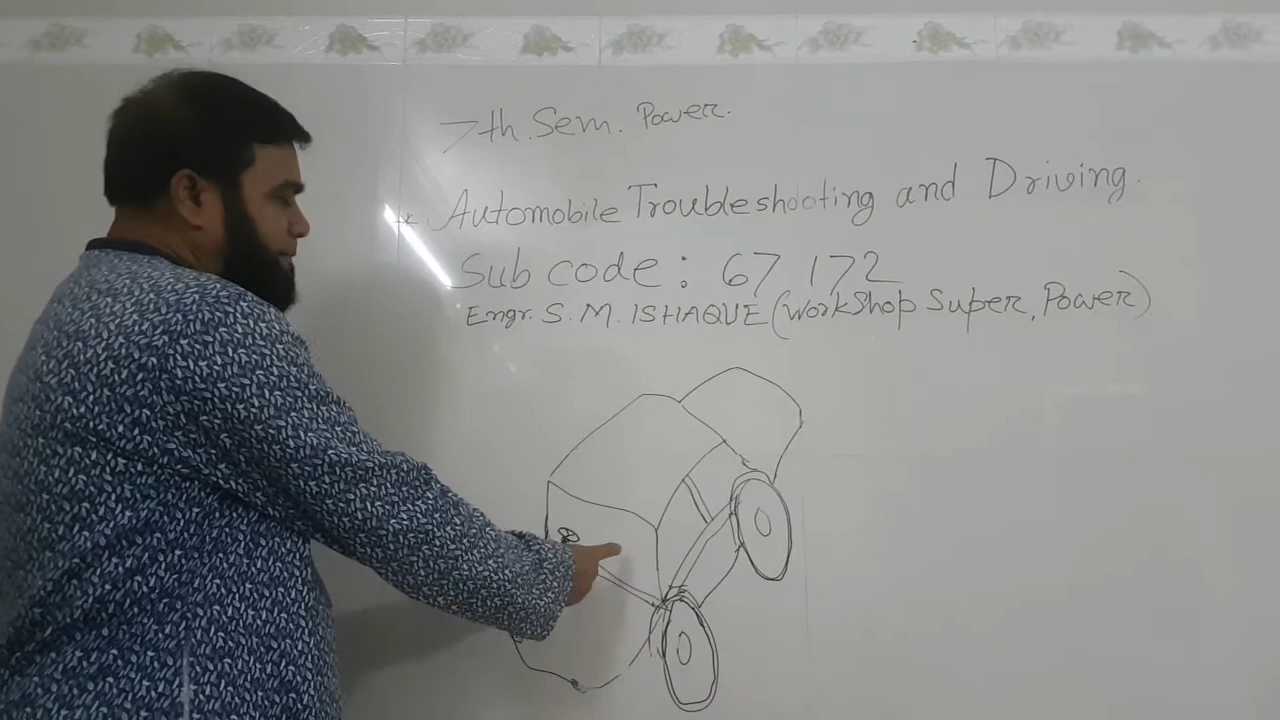 7th. Sem. Power.
* Automobile Troubleshooting and Driving.
Sub code: 67172
Engr. S. M. ISHAQUE (Workshop Super, Power)